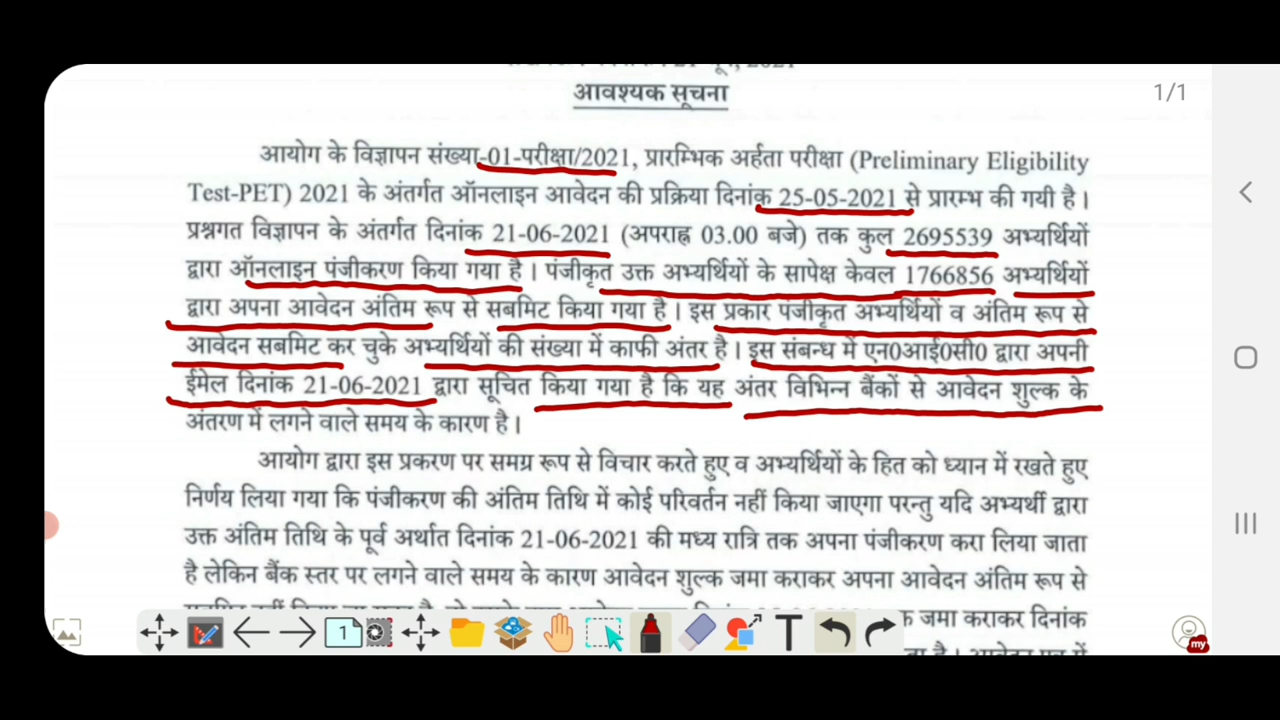 आवश्यक सूचना
1/1
आयोग के विज्ञापन संख्या-01-परीक्षा/2021, प्रारम्भिक अर्हता परीक्षा (Preliminary Eligibility
Test-PET) 2021 के अंतर्गत ऑनलाइन आवेदन की प्रक्रिया दिनांक 25-05-2021 से प्रारम्भ की गयी है।
प्रश्नगत विज्ञापन के अंतर्गत दिनांक 21-06-2021 (अपराह्न 03.00 बजे) तक कुल 2695539 अभ्यर्थियों
द्वारा ऑनलाइन पंजीकरण किया गया है। पंजीकृत उक्त अभ्यर्थियों के सापेक्ष केवल 1766856 अभ्यर्थियों
द्वारा अपना आवेदन अंतिम रूप से सबमिट किया गया है। इस प्रकार पंजीकृत अभ्यर्थियों व अंतिम रूप से
आवेदन सबमिट कर चुके अभ्यर्थियों की संख्या में काफी अंतर है। इस संबन्ध में एन0आई0सी0 द्वारा अपनी
ईमेल दिनांक 21-06-2021 द्वारा सूचित किया गया है कि यह अंतर विभिन्न बैंकों से आवेदन शुल्क के
अंतरण में लगने वाले समय के कारण है।
आयोग द्वारा इस प्रकरण पर समग्र रूप से विचार करते हुए व अभ्यर्थियों के हित को ध्यान में रखते हुए
निर्णय लिया गया कि पंजीकरण की अंतिम तिथि में कोई परिवर्तन नहीं किया जाएगा परन्तु यदि अभ्यर्थी द्वारा
उक्त अंतिम तिथि के पूर्व अर्थात दिनांक 21-06-2021 की मध्य रात्रि तक अपना पंजीकरण करा लिया जाता
है लेकिन बैंक स्तर पर लगने वाले समय के कारण आवेदन शुल्क जमा कराकर अपना आवेदन अंतिम रूप से
जमा कराकर दिनांक
1
T
my